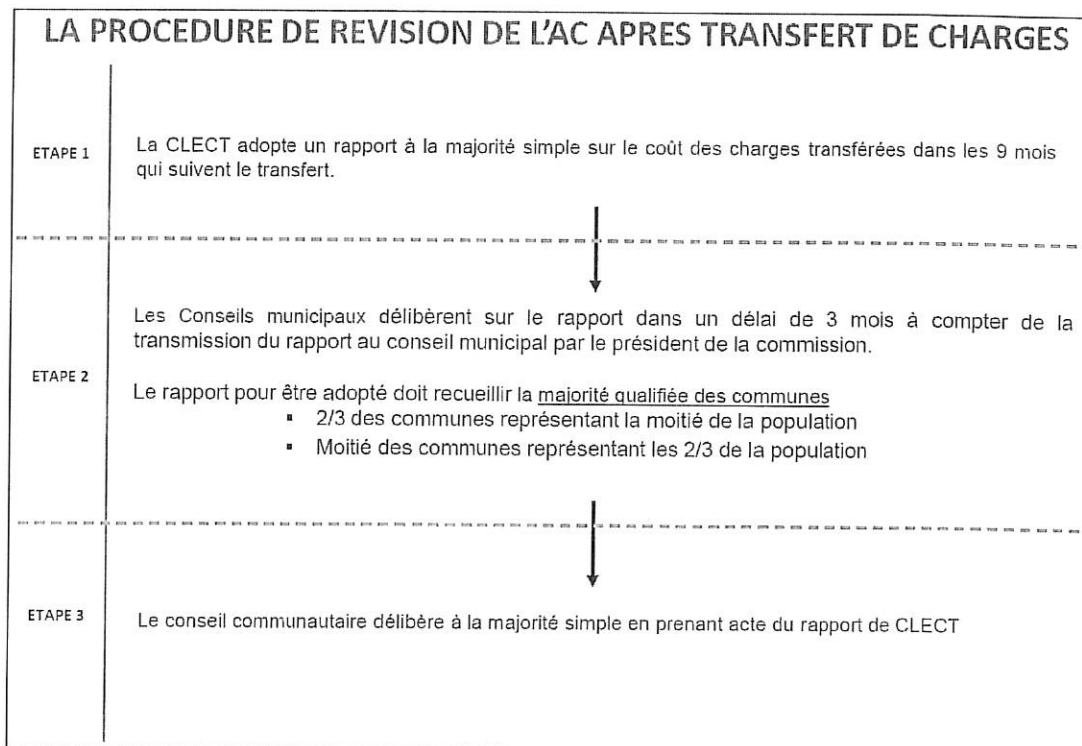 LA PROCEDURE DE REVISION DE L'AC APRES TRANSFERT DE CHARGES
ETAPE 1
La CLECT adopte un rapport à la majorité simple sur le coût des charges transférées dans les 9 mois
qui suivent le transfert.
Les Conseils municipaux délibèrent sur le rapport dans un délai de 3 mois à compter de la
transmission du rapport au conseil municipal par le président de la commission.
ETAPE 2
Le rapport pour être adopté doit recueillir la majorité qualifiée des communes
▪ 2/3 des communes représentant la moitié de la population
▪ Moitié des communes représentant les 2/3 de la population
ETAPE 3
Le conseil communautaire délibère à la majorité simple en prenant acte du rapport de CLECT